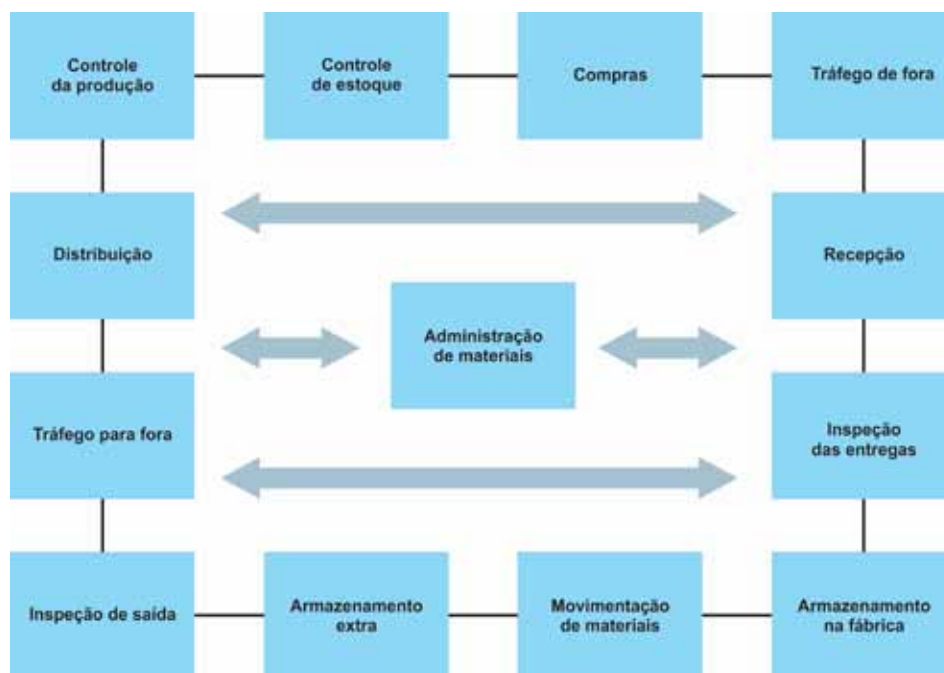 Controle
da produção
Controle
de estoque
Compras
Tráfego de fora
Distribuição
Recepção
Administração
de materiais
Tráfego para fora
Inspeção
das entregas
Inspeção de saída
Armazenamento
extra
Movimentação
de materiais
Armazenamento
na fábrica